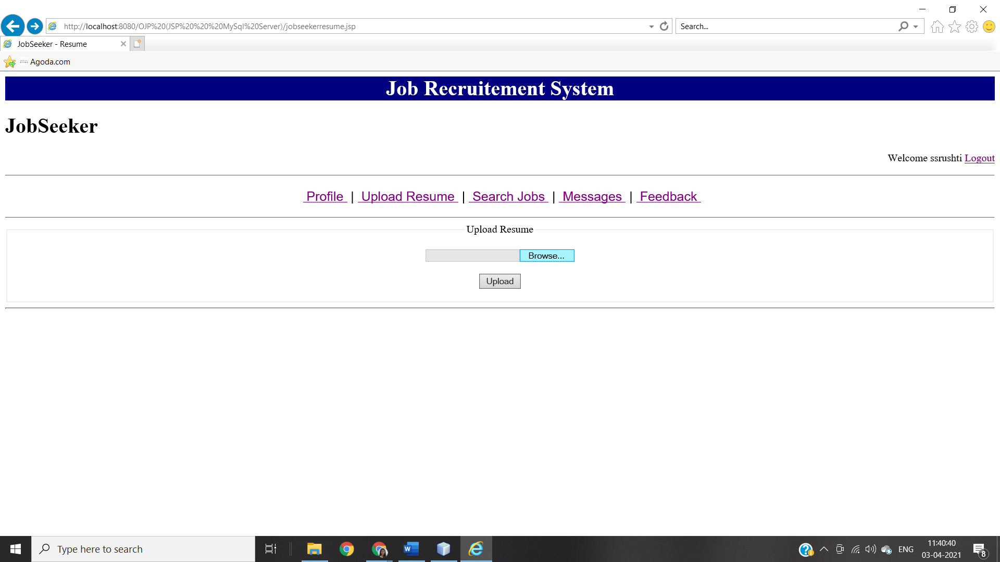 http://localhost:8080/OJP%20(JSP%20%20%20MySql%20Server)/jobseekerresume.jsp
Search...
JobSeeker - Resume
Agoda.com
Job Recruitement System
JobSeeker
Welcome ssrushti Logout
Profile | Upload Resume | Search Jobs | Messages | Feedback
Upload Resume
Browse...
Upload
Type here to search
ENG
11:40:40
03-04-2021
8